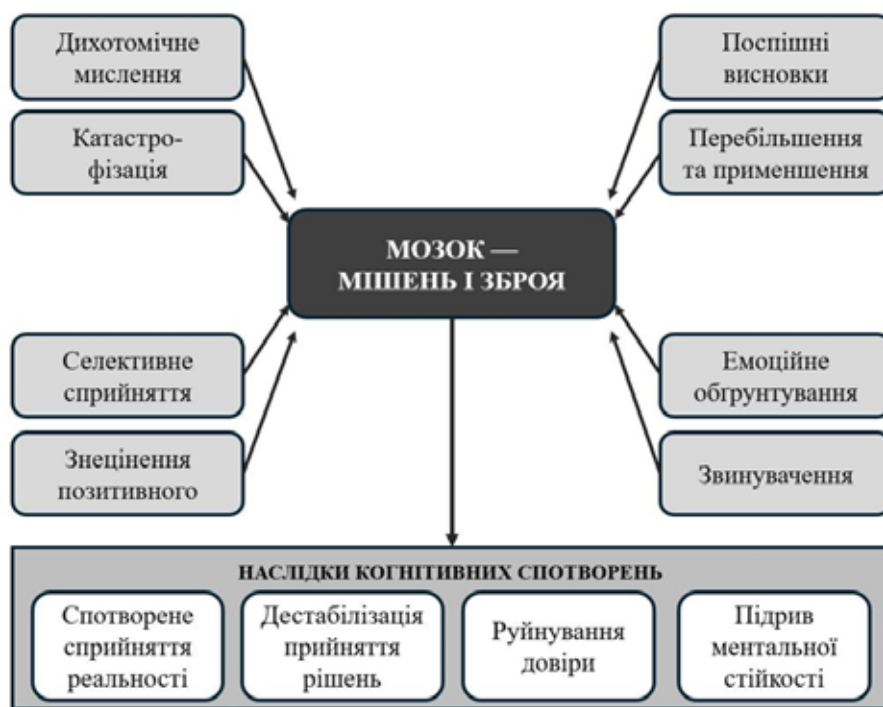 Дихотомічне
мислення
Поспішні
висновки
Катастро-
фізація
Перебільшення
та применшення
МОЗОК —
МІШЕНЬ І ЗБРОЯ
Селективне
сприйняття
Емоційне
обґрунтування
Знецінення
позитивного
Звинувачення
НАСЛІДКИ КОГНІТИВНИХ СПОТВОРЕНЬ
Спотворене
сприйняття
реальності
Дестабілізація
прийняття
рішень
Руйнування
довіри
Підрив
ментальної
стійкості